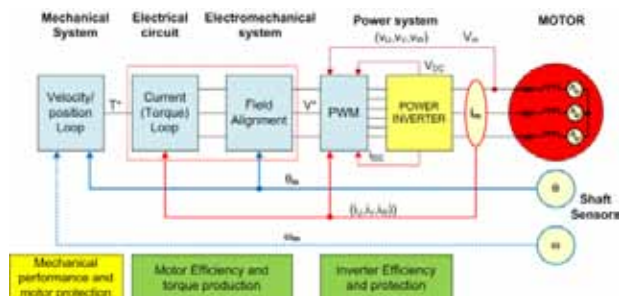 Mechanical System
Electrical circuit
Electromechanical system
Power system
MOTOR
(vU,vV,vW)
Vm
VDC
Velocity/
position
Loop
T*
Current
(Torque)
Loop
Field
Alignment
V*
PWM
POWER
INVERTER
im
IDC
θm
θ
Shaft
Sensors
ωm
ω
Mechanical
performance and
motor protection
Motor Efficiency and
torque production
Inverter Efficiency
and protection